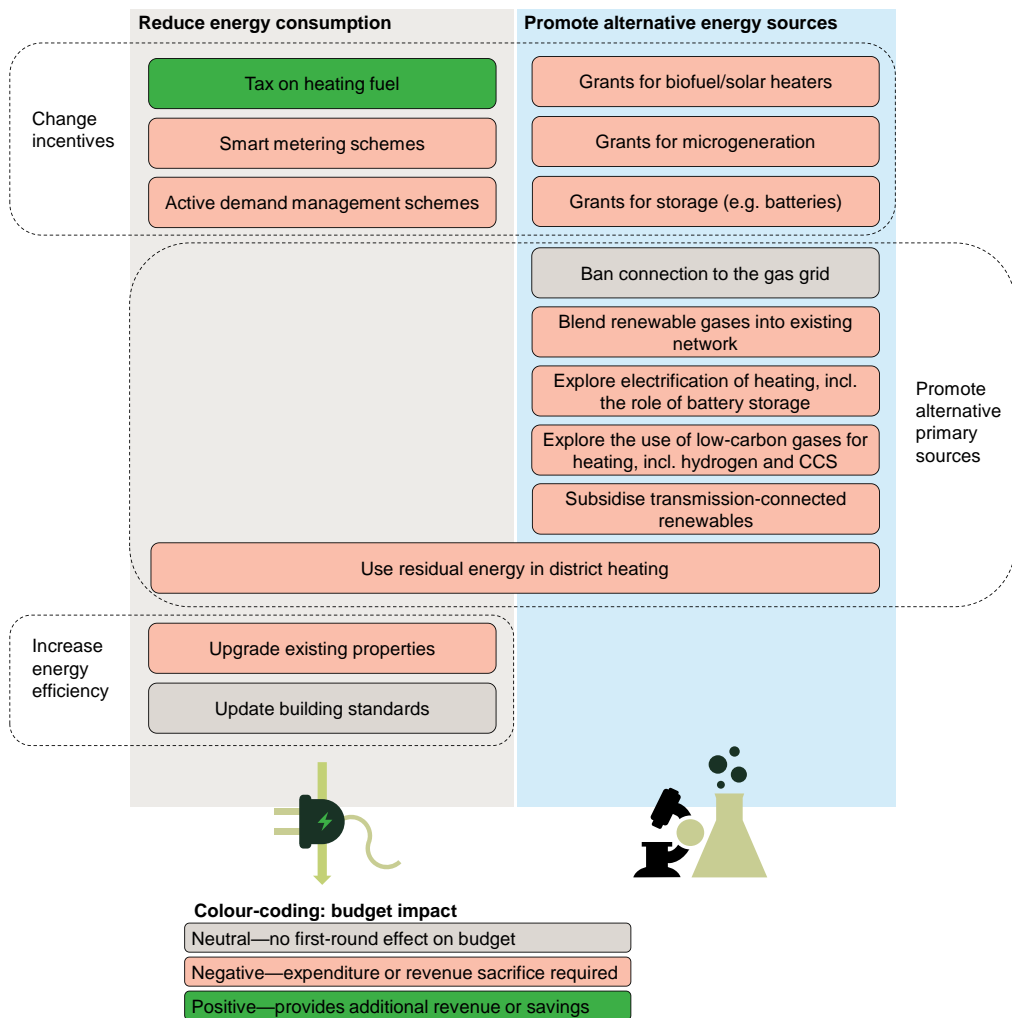 Reduce energy consumption
Promote alternative energy sources
Change
incentives
Tax on heating fuel
Smart metering schemes
Active demand management schemes
Grants for biofuel/solar heaters
Grants for microgeneration
Grants for storage (e.g. batteries)
Ban connection to the gas grid
Blend renewable gases into existing
network
Explore electrification of heating, incl.
the role of battery storage
Explore the use of low-carbon gases for
heating, incl. hydrogen and CCS
Subsidise transmission-connected
renewables
Use residual energy in district heating
Promote
alternative
primary
sources
Increase
energy
efficiency
Upgrade existing properties
Update building standards
Colour-coding: budget impact
Neutral—no first-round effect on budget
Negative—expenditure or revenue sacrifice required
Positive—provides additional revenue or savings